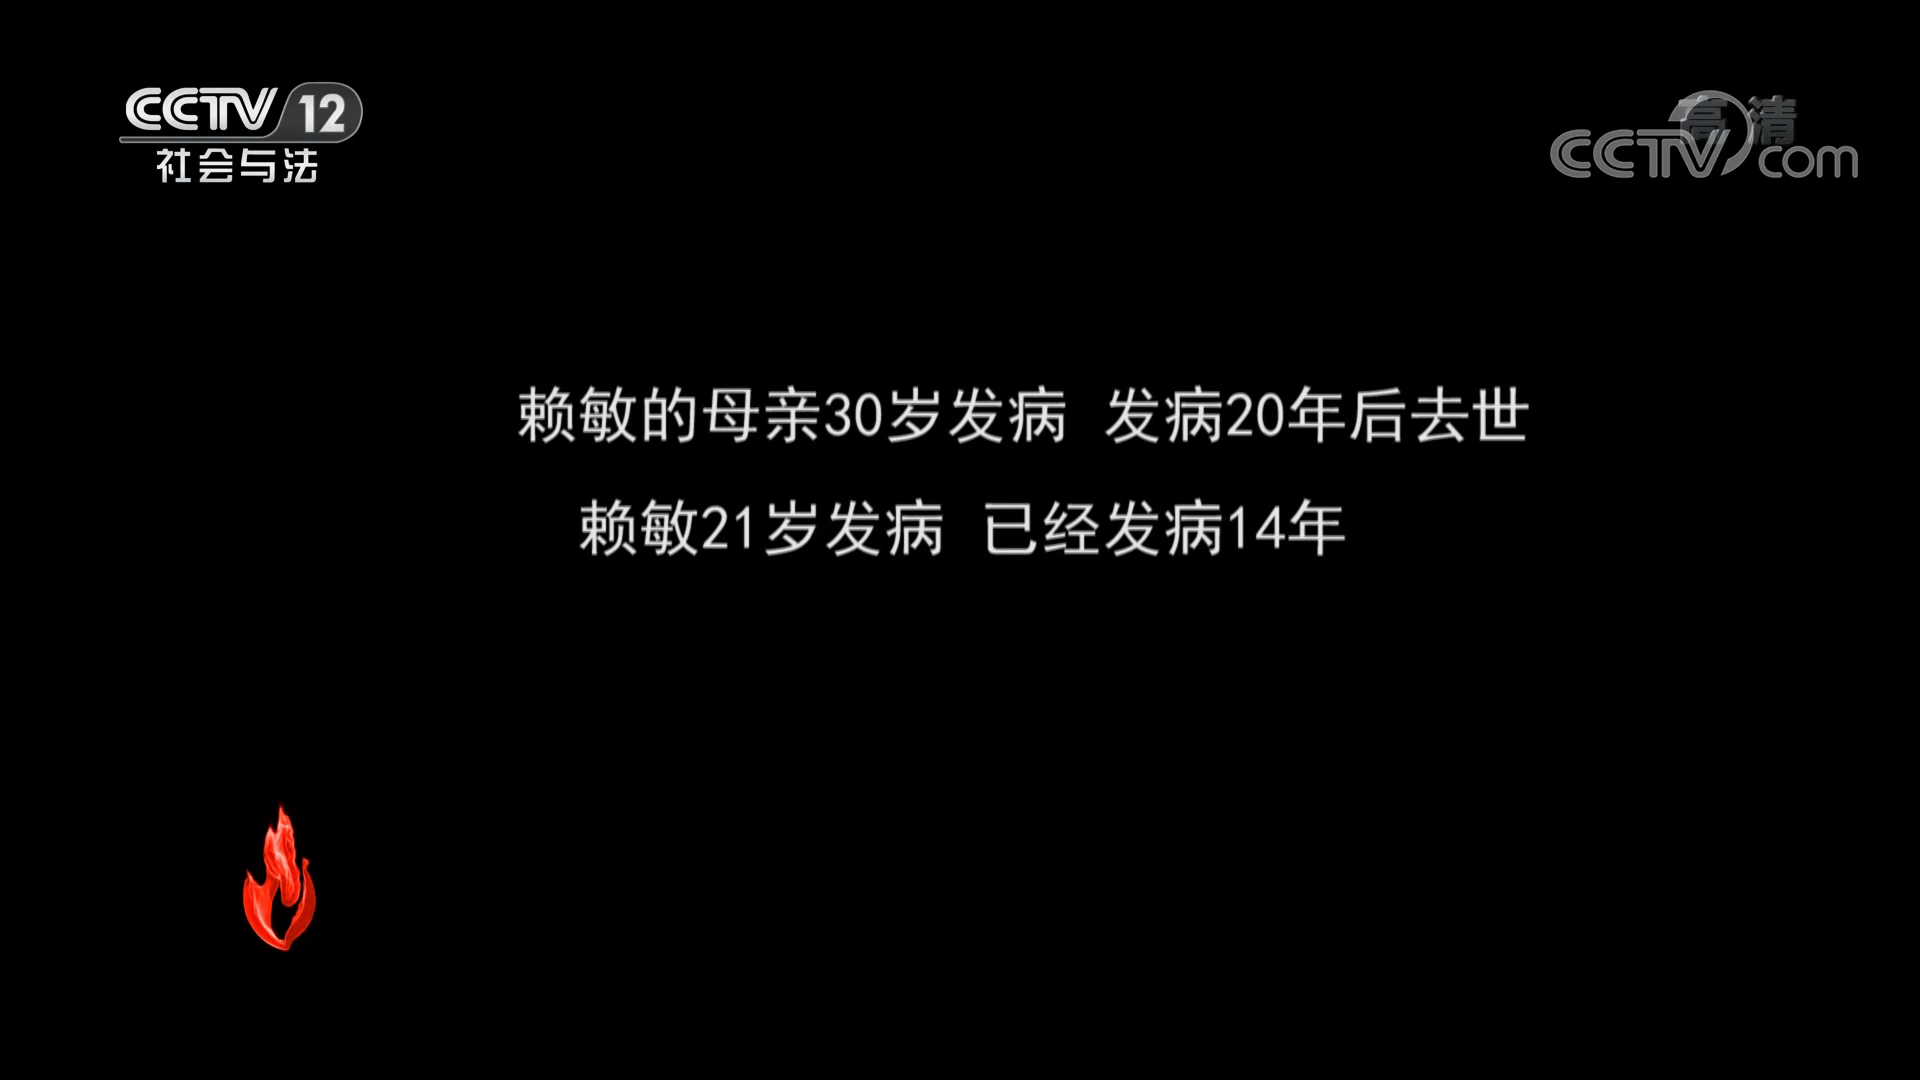 CCTV 12
社会与法
高清
CCTV.com
赖敏的母亲30岁发病 发病20年后去世
赖敏21岁发病 已经发病14年